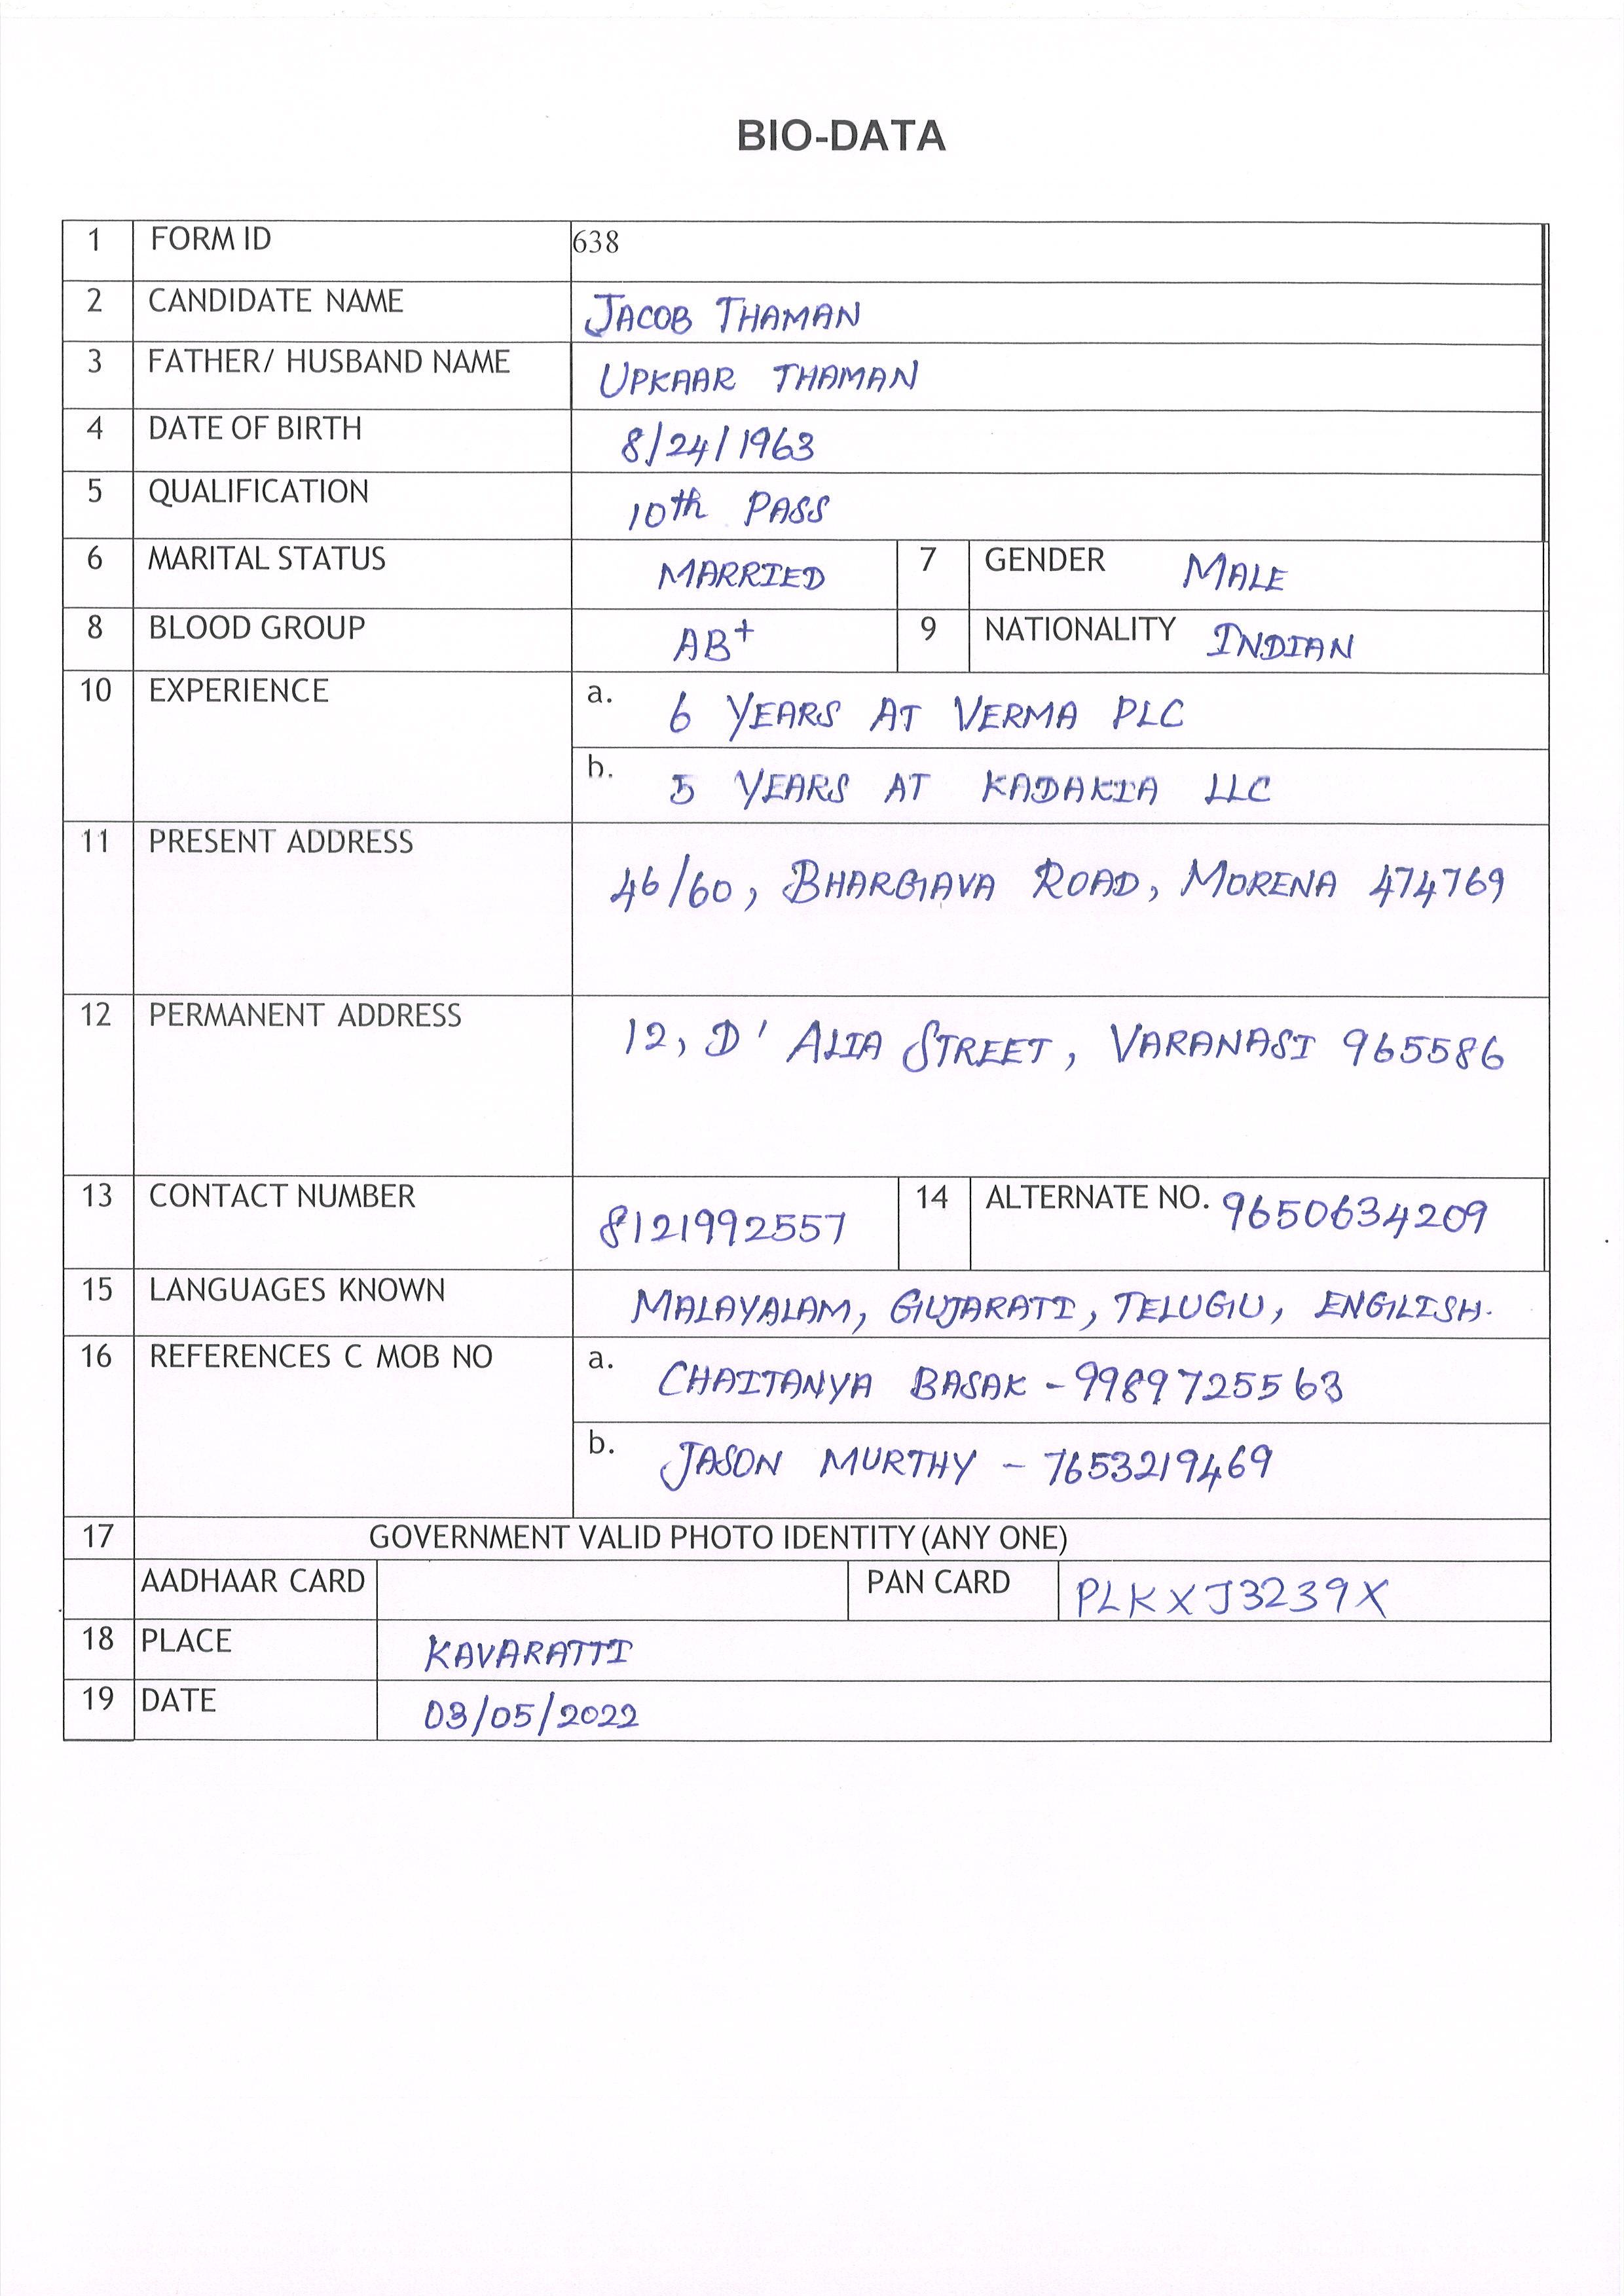 BIO-DATA
1 FORM ID 638
2 CANDIDATE NAME JACOB THAMAN
3 FATHER/ HUSBAND NAME UPKAAR THAMAN
4 DATE OF BIRTH 8/24/1963
5 QUALIFICATION 10th PASS
6 MARITAL STATUS MARRIED 7 GENDER MALE
8 BLOOD GROUP AB+ 9 NATIONALITY INDIAN
10 EXPERIENCE a. 6 YEARS AT VERMA PLC
b. 5 YEARS AT KADAKIA LLC
11 PRESENT ADDRESS 46/60, BHARGAVA ROAD, MORENA 474769
12 PERMANENT ADDRESS 12, D' ALIA STREET, VARANASI 965586
13 CONTACT NUMBER 8121992557 14 ALTERNATE NO. 9650634209
15 LANGUAGES KNOWN MALAYALAM, GUJARATI, TELUGU, ENGLISH.
16 REFERENCES C MOB NO a. CHAITANYA BASAK - 9989725563
b. JASON MURTHY - 7653219469
17 GOVERNMENT VALID PHOTO IDENTITY (ANY ONE)
AADHAAR CARD PAN CARD PLKXJ3239X
18 PLACE KAVARATTI
19 DATE 03/05/2022